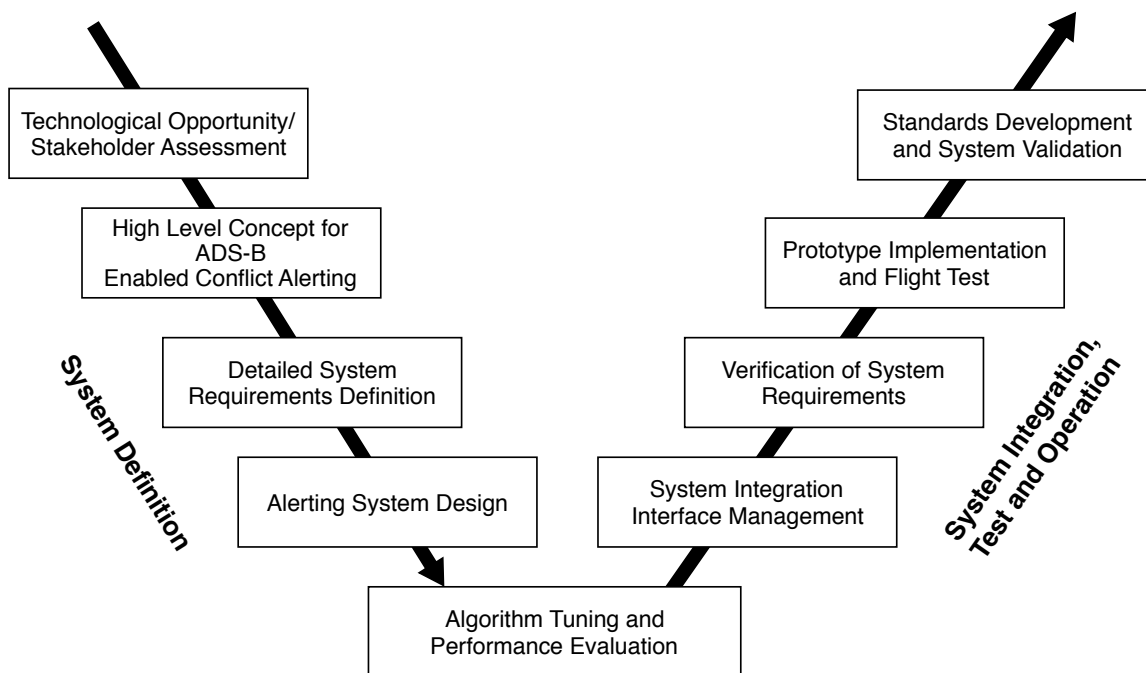 Technological Opportunity/
Stakeholder Assessment
High Level Concept for
ADS-B
Enabled Conflict Alerting
Detailed System
Requirements Definition
Alerting System Design
System Definition
Algorithm Tuning and
Performance Evaluation
System Integration
Interface Management
Verification of System
Requirements
Prototype Implementation
and Flight Test
Standards Development
and System Validation
System Integration,
Test and Operation